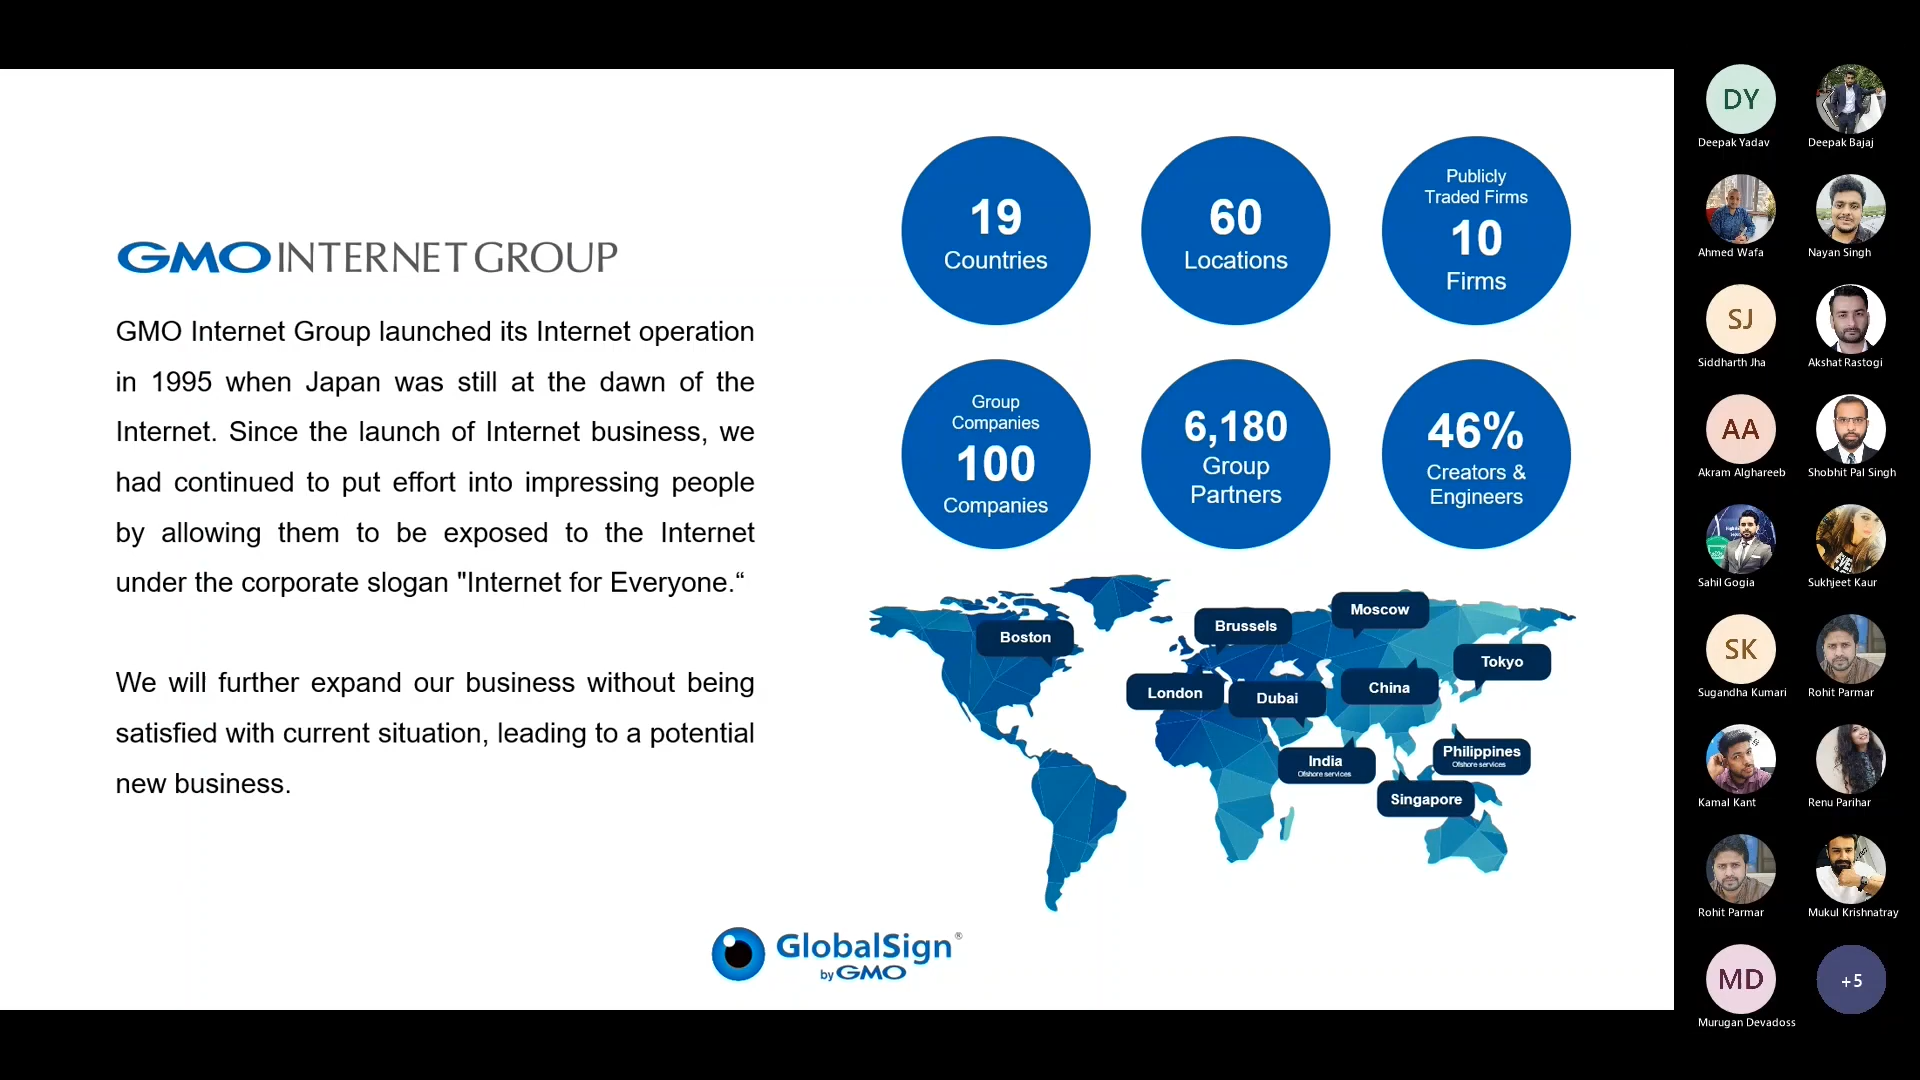 GMO INTERNET GROUP
GMO Internet Group launched its Internet operation
in 1995 when Japan was still at the dawn of the
Internet. Since the launch of Internet business, we
had continued to put effort into impressing people
by allowing them to be exposed to the Internet
under the corporate slogan "Internet for Everyone.“
We will further expand our business without being
satisfied with current situation, leading to a potential
new business.
19
Countries
60
Locations
Publicly
Traded Firms
10
Firms
Group
Companies
100
Companies
6,180
Group
Partners
46%
Creators &
Engineers
Boston
Brussels
Moscow
London
Dubai
China
Tokyo
India
Ofshore services
Philippines
Ofshore services
Singapore
GlobalSign®
by GMO
DY
Deepak Yadav
Deepak Bajaj
Ahmed Wafa
Nayan Singh
SJ
Siddharth Jha
Akshat Rastogi
AA
Akram Alghareeb
Shobhit Pal Singh
Sahil Gogia
Sukhjeet Kaur
SK
Sugandha Kumari
Rohit Parmar
Kamal Kant
Renu Parihar
Rohit Parmar
Mukul Krishnatray
MD
Murugan Devadoss
+5